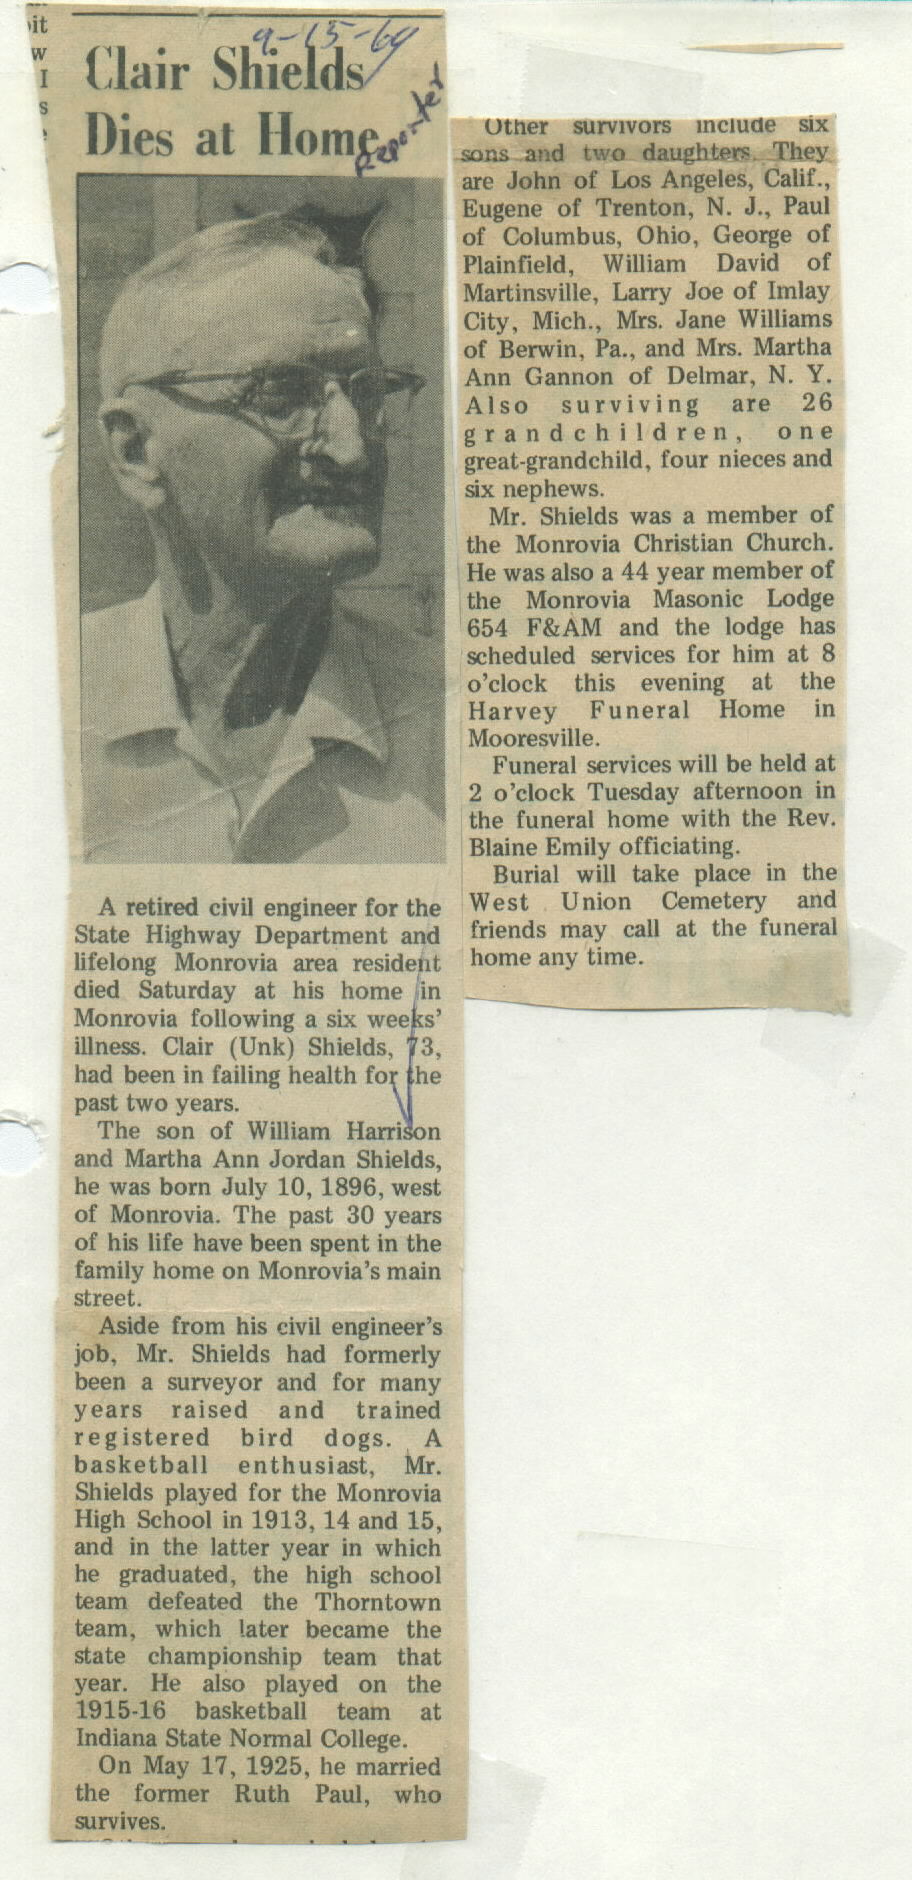 it
w
I
s
e
9-15-69
Clair Shields
Dies at Home
Reporter
A retired civil engineer for the
State Highway Department and
lifelong Monrovia area resident
died Saturday at his home in
Monrovia following a six weeks'
illness. Clair (Unk) Shields, 73,
had been in failing health for the
past two years.
The son of William Harrison
and Martha Ann Jordan Shields,
he was born July 10, 1896, west
of Monrovia. The past 30 years
of his life have been spent in the
family home on Monrovia's main
street.
Aside from his civil engineer's
job, Mr. Shields had formerly
been a surveyor and for many
years raised and trained
registered bird dogs. A
basketball enthusiast, Mr.
Shields played for the Monrovia
High School in 1913, 14 and 15,
and in the latter year in which
he graduated, the high school
team defeated the Thorntown
team, which later became the
state championship team that
year. He also played on the
1915-16 basketball team at
Indiana State Normal College.
On May 17, 1925, he married
the former Ruth Paul, who
survives.
Other survivors include six
sons and two daughters. They
are John of Los Angeles, Calif.,
Eugene of Trenton, N. J., Paul
of Columbus, Ohio, George of
Plainfield, William David of
Martinsville, Larry Joe of Imlay
City, Mich., Mrs. Jane Williams
of Berwin, Pa., and Mrs. Martha
Ann Gannon of Delmar, N. Y.
Also surviving are 26
grandchildren, one
great-grandchild, four nieces and
six nephews.
Mr. Shields was a member of
the Monrovia Christian Church.
He was also a 44 year member of
the Monrovia Masonic Lodge
654 F&AM and the lodge has
scheduled services for him at 8
o'clock this evening at the
Harvey Funeral Home in
Mooresville.
Funeral services will be held at
2 o'clock Tuesday afternoon in
the funeral home with the Rev.
Blaine Emily officiating.
Burial will take place in the
West Union Cemetery and
friends may call at the funeral
home any time.